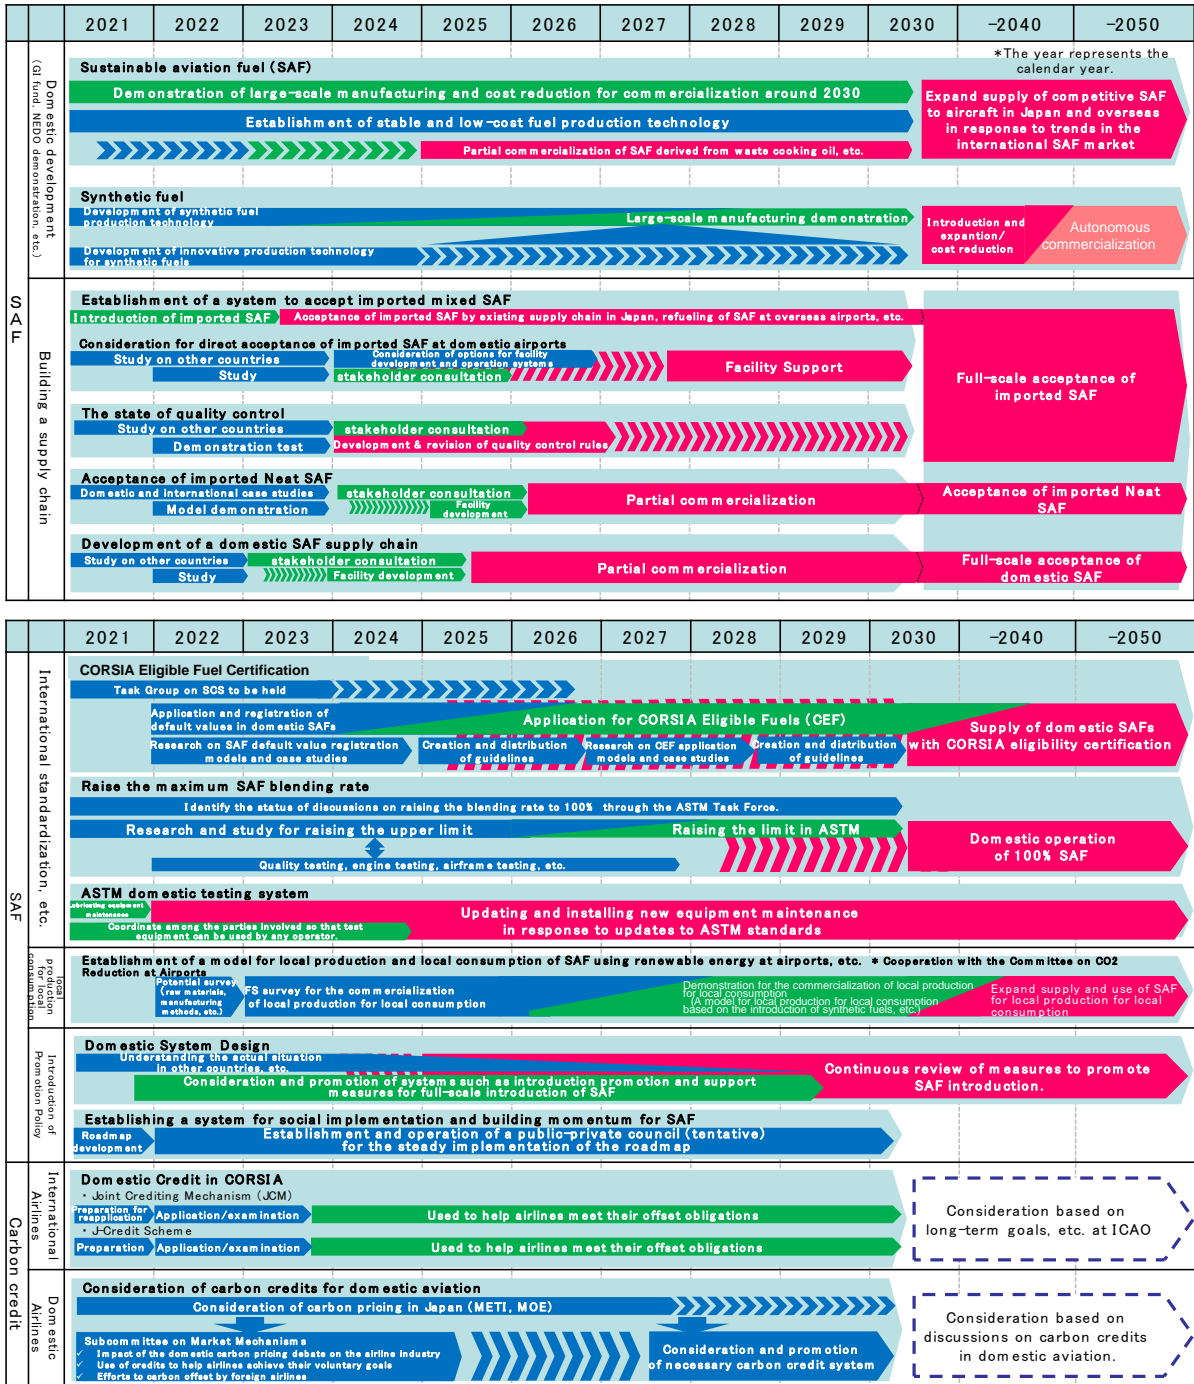 2021 2022 2023 2024 2025 2026 2027 2028 2029 2030 -2040 -2050
SAF
Domestic development
(GI fund, NEDO demonstration, etc.)
*The year represents the
calendar year.
Sustainable aviation fuel (SAF)
Demonstration of large-scale manufacturing and cost reduction for commercialization around 2030
Establishment of stable and low-cost fuel production technology
Partial commercialization of SAF derived from waste cooking oil, etc.
Expand supply of competitive SAF
to aircraft in Japan and overseas
in response to trends in the
international SAF market
Synthetic fuel
Development of synthetic fuel
production technology
Large-scale manufacturing demonstration
Development of innovative production technology
for synthetic fuels
Introduction and
expantion/
cost reduction
Autonomous
commercialization
Building a supply chain
Establishment of a system to accept imported mixed SAF
Introduction of imported SAF
Acceptance of imported SAF by existing supply chain in Japan, refueling of SAF at overseas airports, etc.
Consideration for direct acceptance of imported SAF at domestic airports
Study on other countries
Study
Consideration of options for facility
development and operation systems
stakeholder consultation
Facility Support
Full-scale acceptance of
imported SAF
The state of quality control
Study on other countries
Demonstration test
stakeholder consultation
Development & revision of quality control rules
Acceptance of imported Neat SAF
Domestic and international case studies
Model demonstration
stakeholder consultation
Facility
development
Partial commercialization
Acceptance of imported Neat
SAF
Development of a domestic SAF supply chain
Study on other countries
Study
stakeholder consultation
Facility development
Partial commercialization
Full-scale acceptance of
domestic SAF
2021 2022 2023 2024 2025 2026 2027 2028 2029 2030 -2040 -2050
SAF
International standardization, etc.
CORSIA Eligible Fuel Certification
Task Group on SCS to be held
Application and registration of
default values in domestic SAFs
Application for CORSIA Eligible Fuels (CEF)
Research on SAF default value registration
models and case studies
Creation and distribution
of guidelines
Research on CEF application
models and case studies
Creation and distribution
of guidelines
Supply of domestic SAFs
with CORSIA eligibility certification
Raise the maximum SAF blending rate
Identify the status of discussions on raising the blending rate to 100% through the ASTM Task Force.
Research and study for raising the upper limit
Raising the limit in ASTM
Quality testing, engine testing, airframe testing, etc.
Domestic operation
of 100% SAF
ASTM domestic testing system
Lubricating equipment
maintenance
Coordinate among the parties involved so that test
equipment can be used by any operator.
Updating and installing new equipment maintenance
in response to updates to ASTM standards
local
production
for local
consumption
Establishment of a model for local production and local consumption of SAF using renewable energy at airports, etc. * Cooperation with the Committee on CO2
Reduction at Airports
Potential survey
(raw materials,
manufacturing
methods, etc.)
FS survey for the commercialization
of local production for local consumption
Demonstration for the commercialization of local production
for local consumption
(A model for local production for local consumption
based on the introduction of synthetic fuels, etc.)
Expand supply and use of SAF
for local production for local
consumption
Introduction of
Promotion Policy
Domestic System Design
Understanding the actual situation
in other countries, etc.
Consideration and promotion of systems such as introduction promotion and support
measures for full-scale introduction of SAF
Continuous review of measures to promote
SAF introduction.
Establishing a system for social implementation and building momentum for SAF
Roadmap
development
Establishment and operation of a public-private council (tentative)
for the steady implementation of the roadmap
Carbon credit
International
Airlines
Domestic Credit in CORSIA
・Joint Crediting Mechanism (JCM)
Preparation for
reapplication
Application/examination
Used to help airlines meet their offset obligations
・J-Credit Scheme
Preparation
Application/examination
Used to help airlines meet their offset obligations
Consideration based on
long-term goals, etc. at ICAO
Domestic
Airlines
Consideration of carbon credits for domestic aviation
Consideration of carbon pricing in Japan (METI, MOE)
Subcommittee on Market Mechanisms
✓ Impact of the domestic carbon pricing debate on the airline industry
✓ Use of credits to help airlines achieve their voluntary goals
✓ Efforts to carbon offset by foreign airlines
Consideration and promotion
of necessary carbon credit system
Consideration based on
discussions on carbon credits
in domestic aviation.